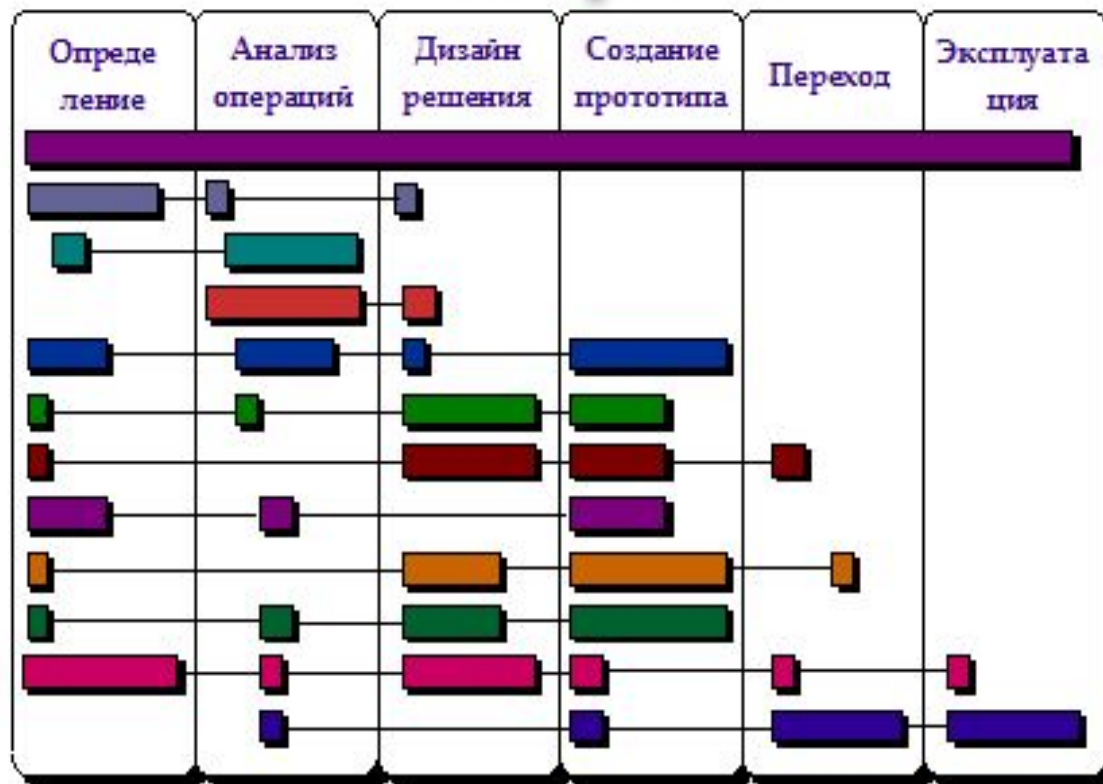 Опреде
ление
Анализ
операций
Дизайн
решения
Создание
прототипа
Переход
Эксплуата
ция